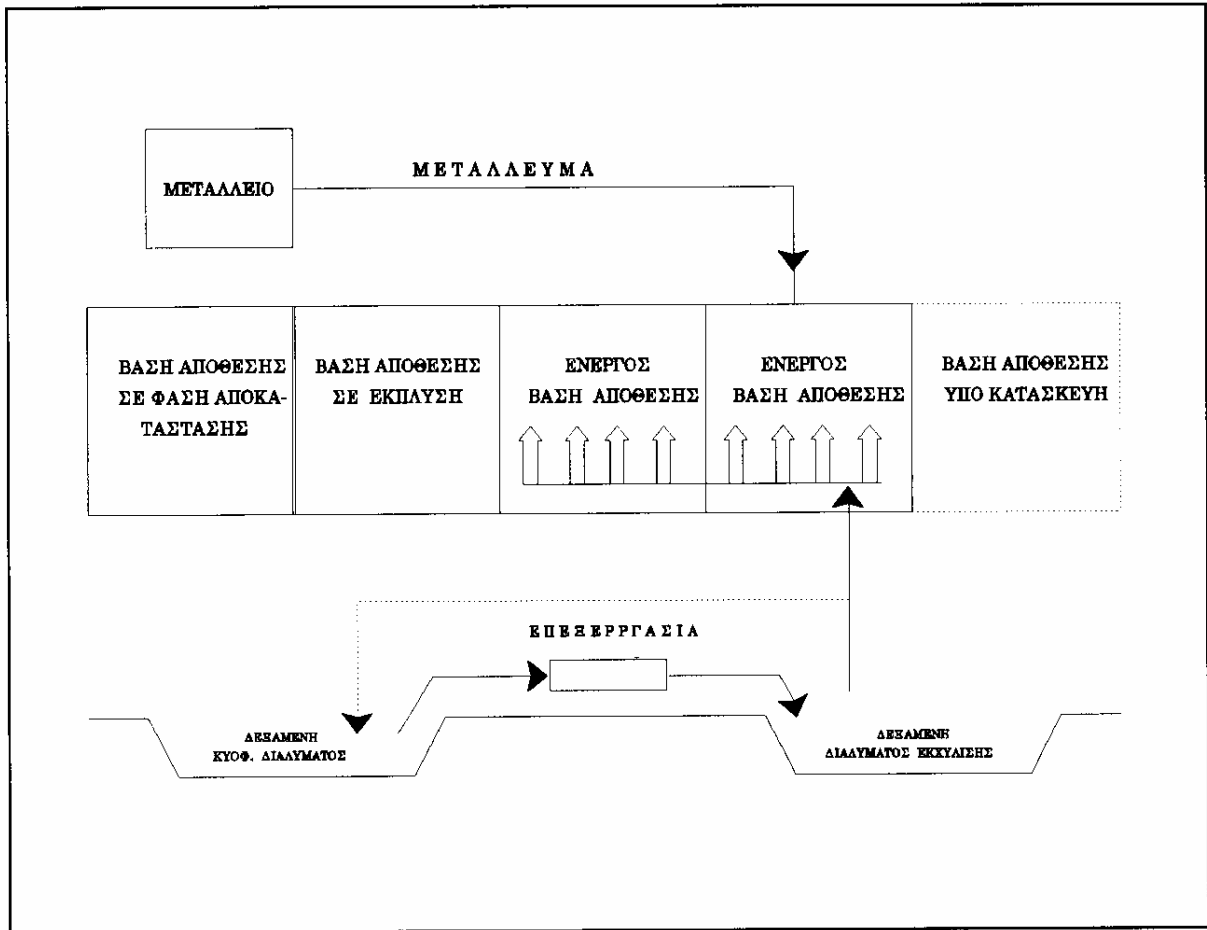 ΜΕΤΑΛΛΕΥΜΑ
ΜΕΤΑΛΛΕΙΟ
ΒΑΣΗ ΑΠΟΘΕΣΗΣ
ΣΕ ΦΑΣΗ ΑΠΟΚΑ-
ΤΑΣΤΑΣΗΣ
ΒΑΣΗ ΑΠΟΘΕΣΗΣ
ΣΕ ΕΚΠΛΥΣΗ
ΕΝΕΡΓΟΣ
ΒΑΣΗ ΑΠΟΘΕΣΗΣ
ΕΝΕΡΓΟΣ
ΒΑΣΗ ΑΠΟΘΕΣΗΣ
ΒΑΣΗ ΑΠΟΘΕΣΗΣ
ΥΠΟ ΚΑΤΑΣΚΕΥΗ
ΕΠΕΞΕΡΡΓΑΣΙΑ
ΔΕΞΑΜΕΝΗ
ΚΥΟΦ. ΔΙΑΛΥΜΑΤΟΣ
ΔΕΞΑΜΕΝΗ
ΔΙΑΛΥΜΑΤΟΣ ΕΚΧΥΛΙΣΗΣ